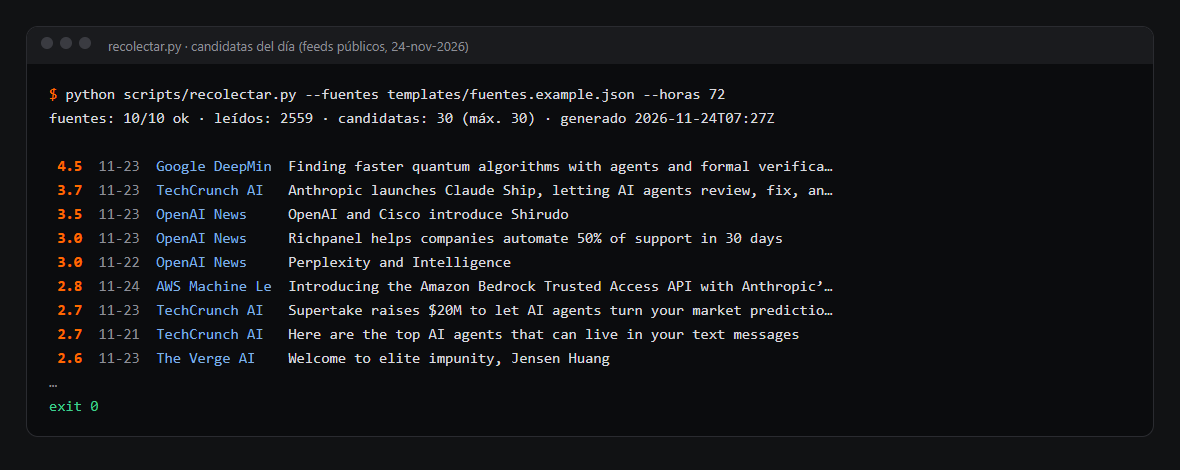 recolectar.py · candidatas del día (feeds públicos, 24-nov-2026)
$ python scripts/recolectar.py --fuentes templates/fuentes.example.json --horas 72
fuentes: 10/10 ok · leídos: 2559 · candidatas: 30 (máx. 30) · generado 2026-11-24T07:27Z
4.5 11-23 Google DeepMin Finding faster quantum algorithms with agents and formal verifica…
3.7 11-23 TechCrunch AI Anthropic launches Claude Ship, letting AI agents review, fix, an…
3.5 11-23 OpenAI News OpenAI and Cisco introduce Shirudo
3.0 11-23 OpenAI News Richpanel helps companies automate 50% of support in 30 days
3.0 11-22 OpenAI News Perplexity and Intelligence
2.8 11-24 AWS Machine Le Introducing the Amazon Bedrock Trusted Access API with Anthropic’…
2.7 11-23 TechCrunch AI Supertake raises $20M to let AI agents turn your market predictio…
2.7 11-21 TechCrunch AI Here are the top AI agents that can live in your text messages
2.6 11-23 The Verge AI Welcome to elite impunity, Jensen Huang
…
exit 0